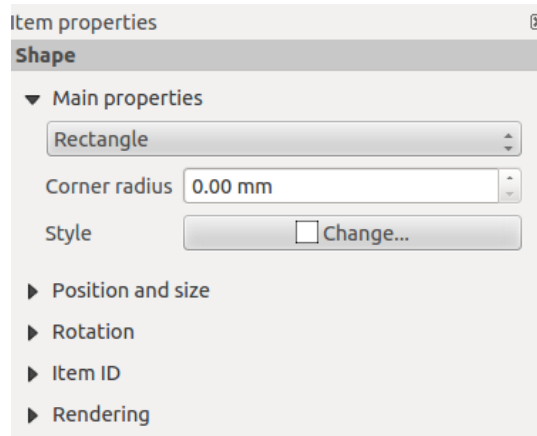 Item properties
Shape
Main properties
Rectangle
Corner radius 0.00 mm
Style Change...
Position and size
Rotation
Item ID
Rendering